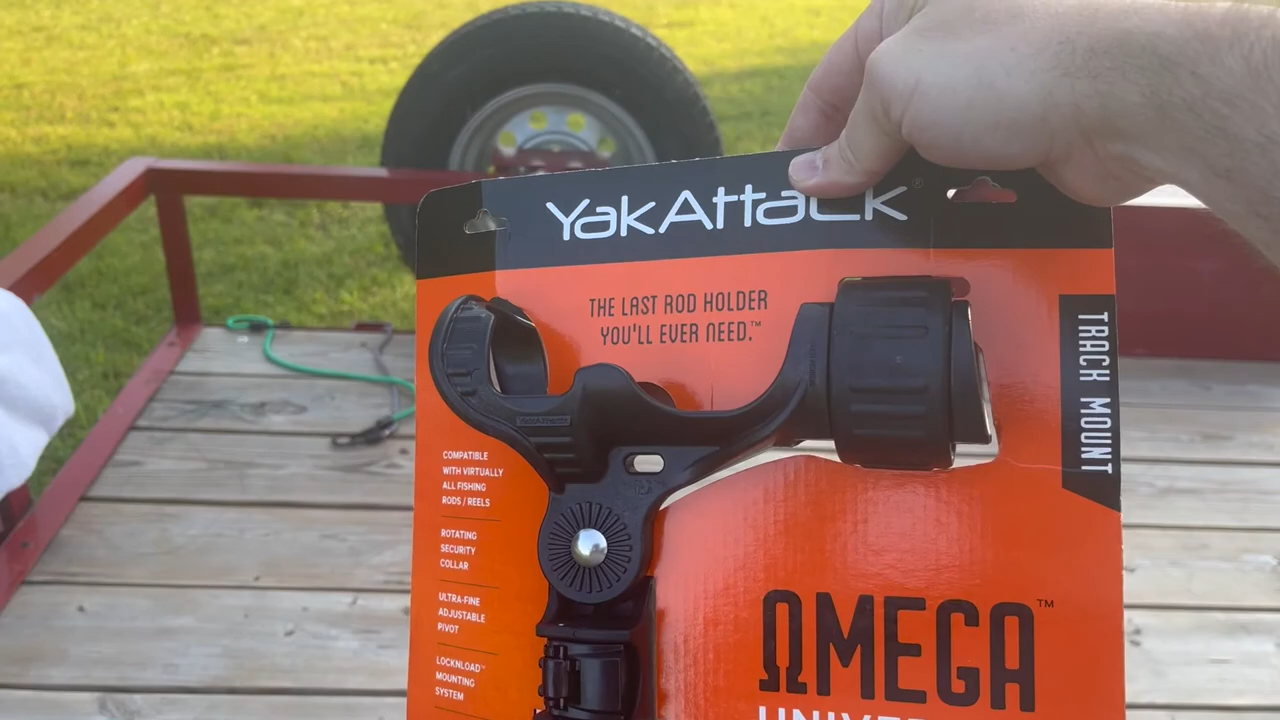 YakAttack®
THE LAST ROD HOLDER
YOU'LL EVER NEED.™
TRACK MOUNT
YakAttack
COMPATIBLE
WITH VIRTUALLY
ALL FISHING
RODS / REELS
ROTATING
SECURITY
COLLAR
ULTRA-FINE
ADJUSTABLE
PIVOT
LOCKNLOAD™
MOUNTING
SYSTEM
ΩMEGA™